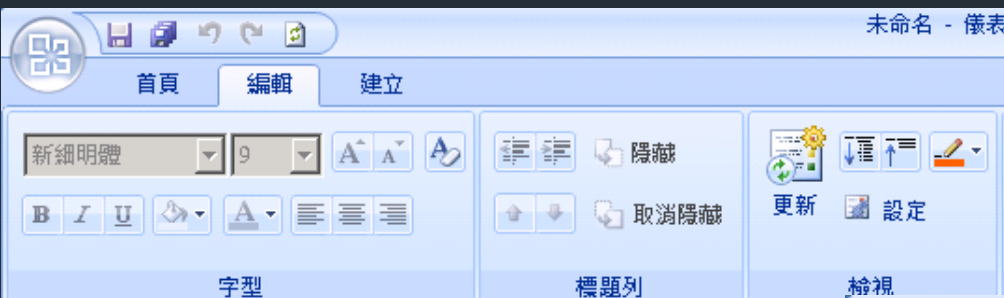 未命名 - 儀表
首頁 編輯 建立
新細明體 9 A A A 隱藏
B I U A 取消隱藏 更新 設定
字型 標題列 檢視